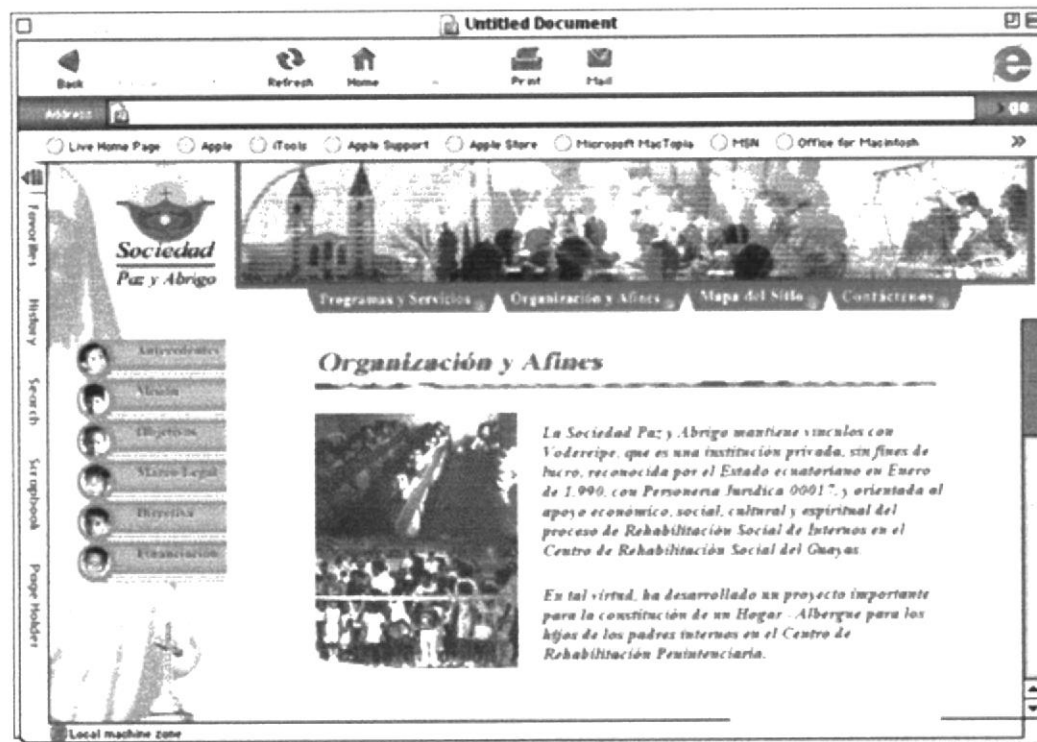 Untitled Document
Back
Refresh
Home
Print
Mail
Address
go
Live Home Page
Apple
iTools
Apple Support
Apple Store
Microsoft MacTopia
MSN
Office for Macintosh
Favorites
History
Search
Scrapbook
Page Holder
Sociedad
Paz y Abrigo
Programas y Servicios
Organización y Afines
Mapa del Sitio
Contáctenos
Antecedentes
Misión
Objetivos
Marco Legal
Directiva
Financiación
Organización y Afines
La Sociedad Paz y Abrigo mantiene vínculos con
Vodereipe, que es una institución privada, sin fines de
lucro, reconocida por el Estado ecuatoriano en Enero
de 1.990, con Personería Jurídica 00017, y orientada al
apoyo económico, social, cultural y espiritual del
proceso de Rehabilitación Social de Internos en el
Centro de Rehabilitación Social del Guayas.
En tal virtud, ha desarrollado un proyecto importante
para la constitución de un Hogar - Albergue para los
hijos de los padres internos en el Centro de
Rehabilitación Penintenciaria.
Local machine zone